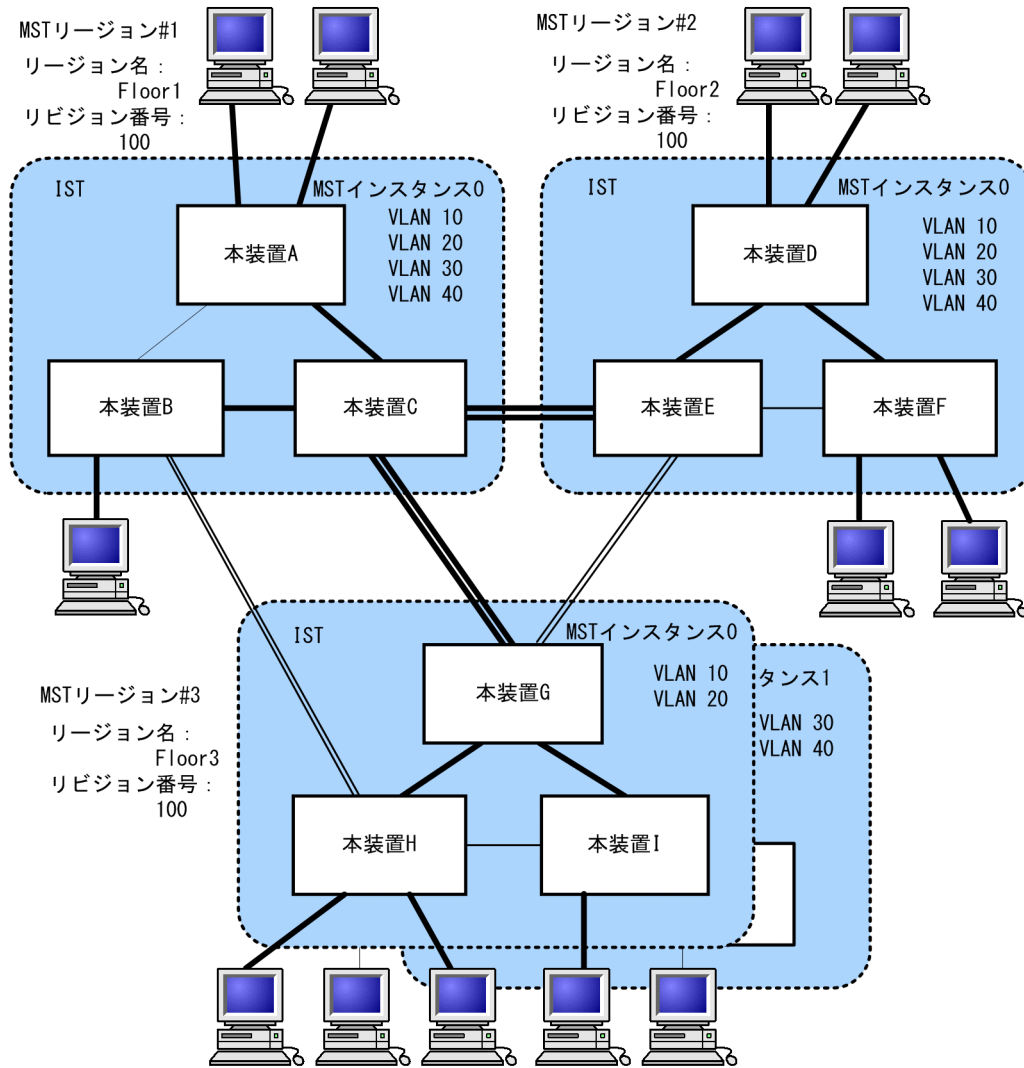 MSTリージョン#1
リージョン名：
Floor1
リビジョン番号：
100
MSTリージョン#2
リージョン名：
Floor2
リビジョン番号：
100
IST
MSTインスタンス0
VLAN 10
VLAN 20
VLAN 30
VLAN 40
本装置A
本装置B
本装置C
IST
MSTインスタンス0
VLAN 10
VLAN 20
VLAN 30
VLAN 40
本装置D
本装置E
本装置F
MSTリージョン#3
リージョン名：
Floor3
リビジョン番号：
100
IST
MSTインスタンス0
VLAN 10
VLAN 20
本装置G
本装置H
本装置I
タンス1
VLAN 30
VLAN 40